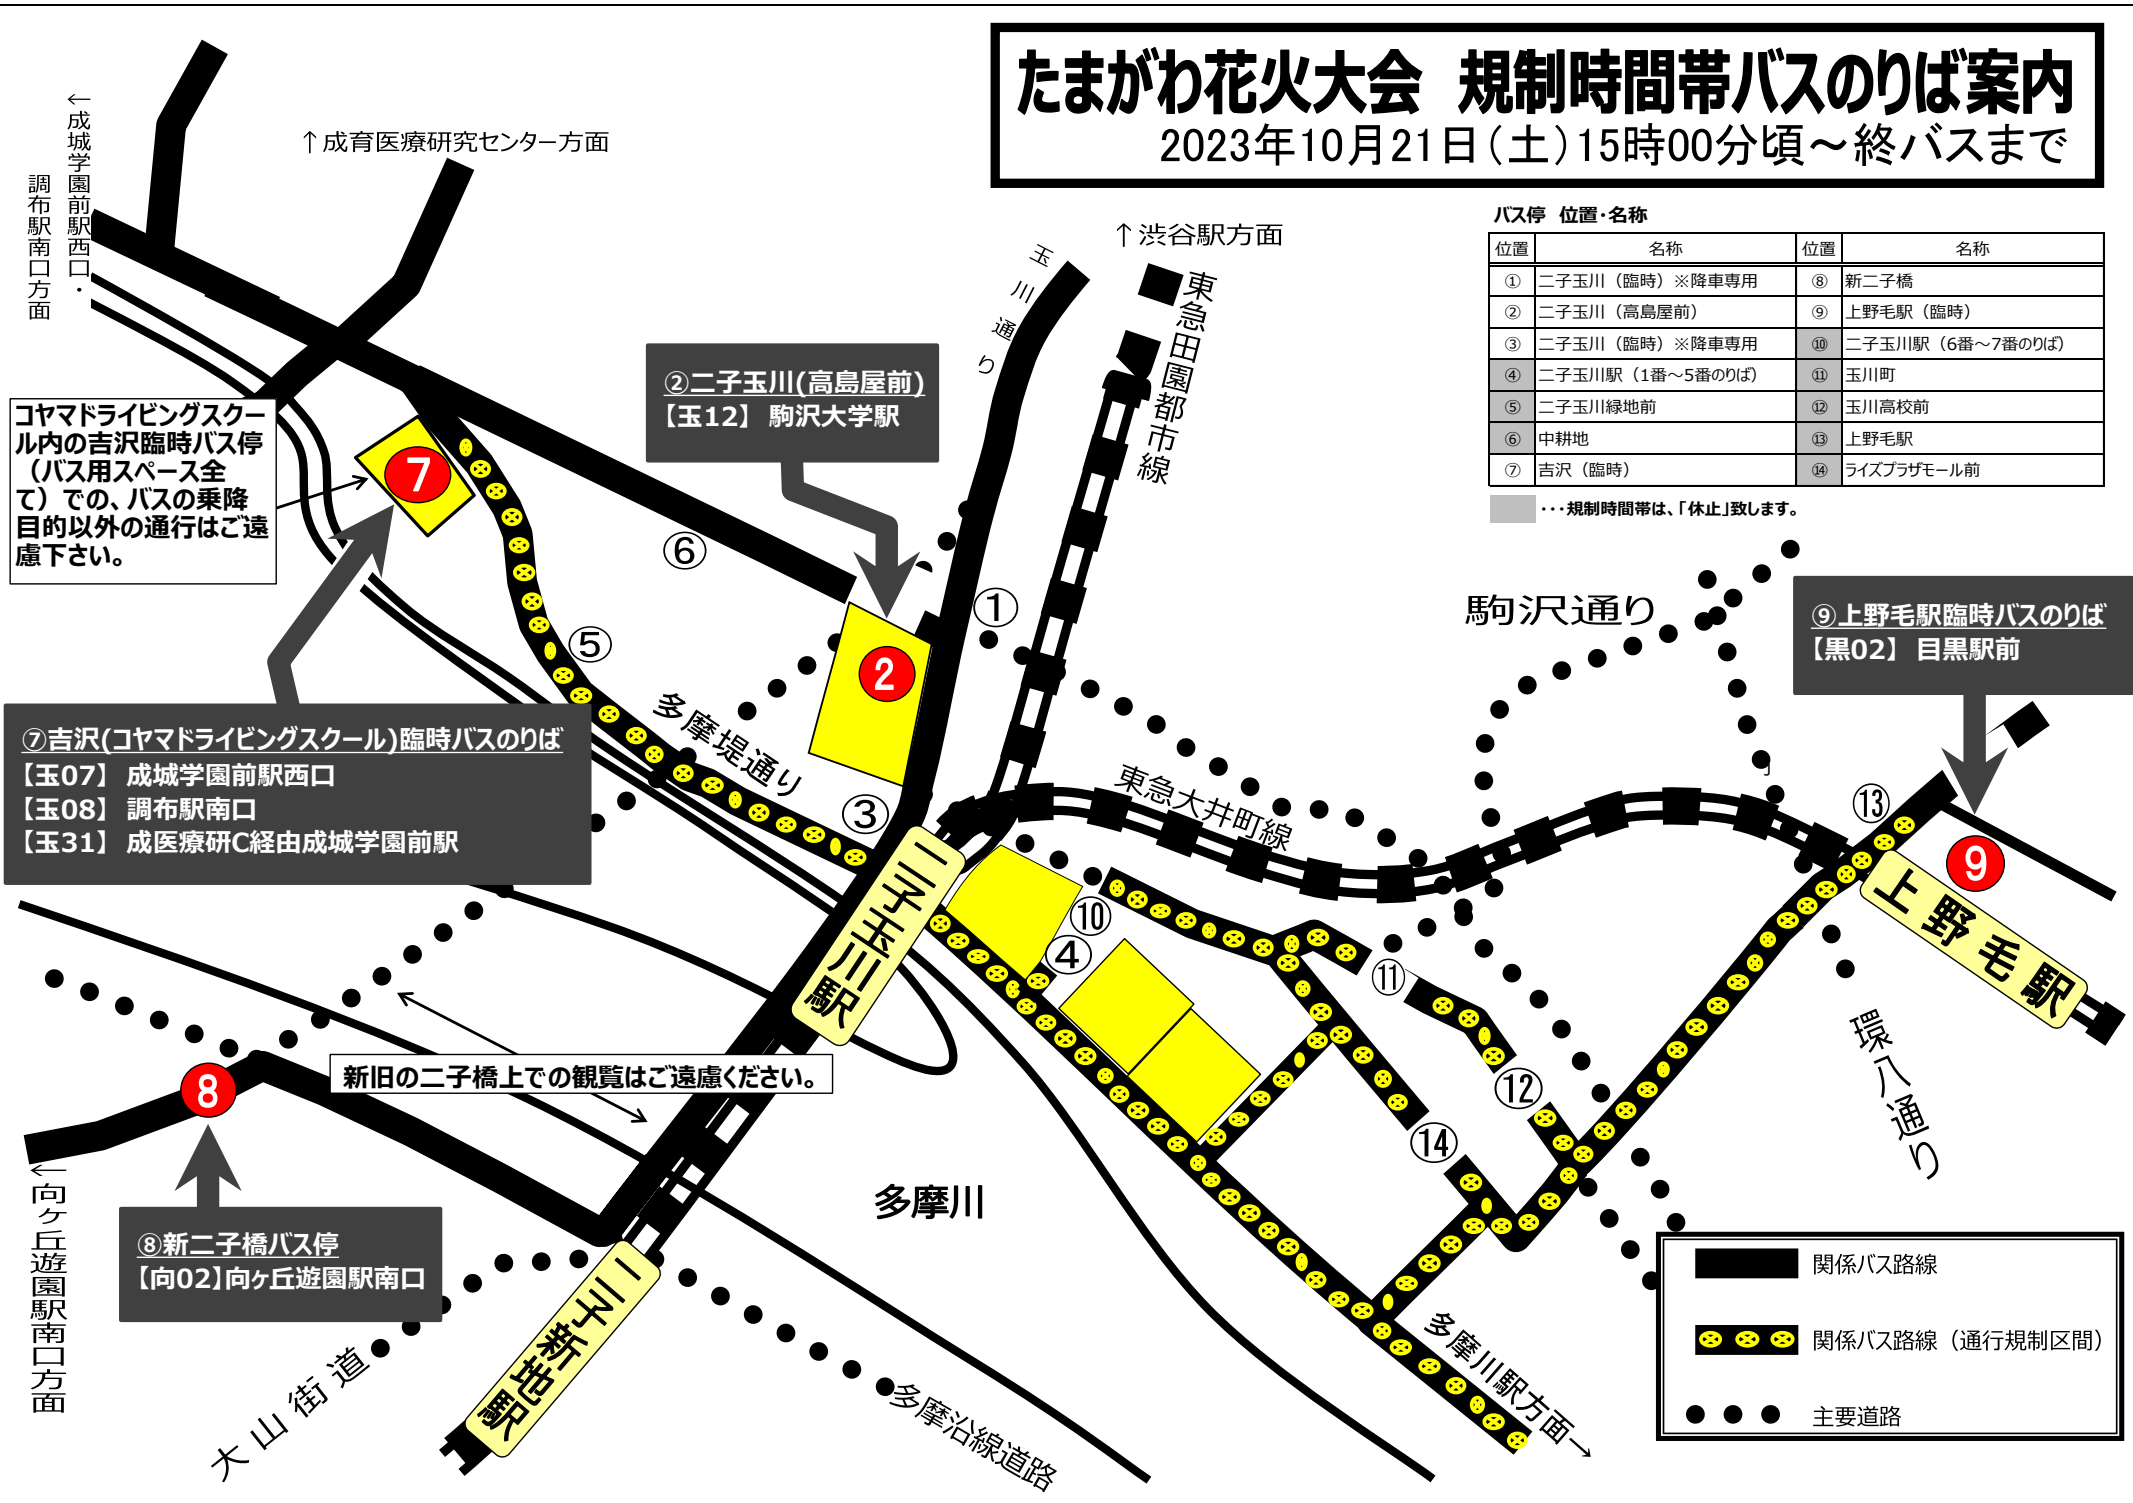 たまがわ花火大会　規制時間帯バスのりば案内
2023年10月21日(土)15時00分頃～終バスまで
←成城学園前駅西口・
調布駅南口方面
↑成育医療研究センター方面
↑渋谷駅方面
玉川通り
東急田園都市線
バス停　位置・名称
位置　名称　位置　名称
①　二子玉川（臨時）※降車専用　⑧　新二子橋
②　二子玉川（高島屋前）　⑨　上野毛駅（臨時）
③　二子玉川（臨時）※降車専用　⑩　二子玉川駅（6番～7番のりば）
④　二子玉川駅（1番～5番のりば）　⑪　玉川町
⑤　二子玉川緑地前　⑫　玉川高校前
⑥　中耕地　⑬　上野毛駅
⑦　吉沢（臨時）　⑭　ライズプラザモール前
・・・規制時間帯は、「休止」致します。
②二子玉川(高島屋前)
【玉12】 駒沢大学駅
コヤマドライビングスクー
ル内の吉沢臨時バス停
（バス用スペース全
て）での、バスの乗降
目的以外の通行はご遠
慮下さい。
7
⑥
①
⑤
2
駒沢通り
⑨上野毛駅臨時バスのりば
【黒02】 目黒駅前
⑦吉沢(コヤマドライビングスクール)臨時バスのりば
【玉07】 成城学園前駅西口
【玉08】 調布駅南口
【玉31】 成医療研C経由成城学園前駅
多摩堤通り
③
東急大井町線
⑬
9
二子玉川駅
上野毛駅
⑩
④
⑪
⑫
⑭
環八通り
新旧の二子橋上での観覧はご遠慮ください。
8
←向ケ丘遊園駅南口方面
⑧新二子橋バス停
【向02】向ヶ丘遊園駅南口
多摩川
二子新地駅
大山街道
多摩沿線道路
多摩川駅方面→
関係バス路線
関係バス路線（通行規制区間）
主要道路